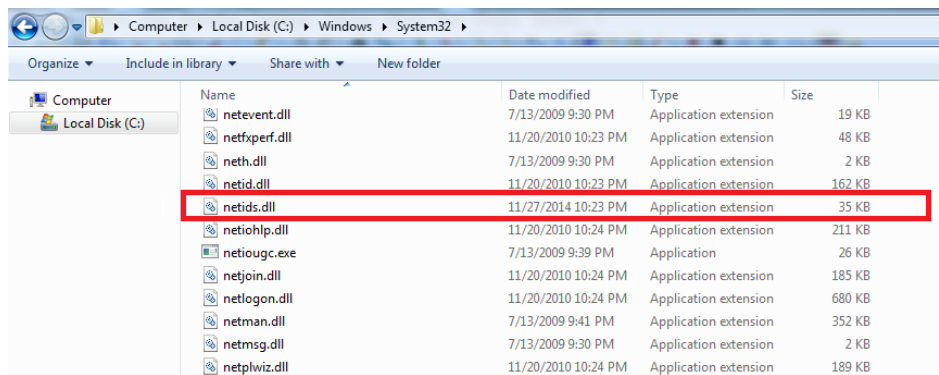 Computer Local Disk (C:) Windows System32
Organize Include in library Share with New folder
Computer
Local Disk (C:)
Name Date modified Type Size
netevent.dll 7/13/2009 9:30 PM Application extension 19 KB
netfxperf.dll 11/20/2010 10:23 PM Application extension 48 KB
neth.dll 7/13/2009 9:30 PM Application extension 2 KB
netid.dll 11/20/2010 10:23 PM Application extension 162 KB
netids.dll 11/27/2014 10:23 PM Application extension 35 KB
netiohlp.dll 11/20/2010 10:24 PM Application extension 211 KB
netiougc.exe 7/13/2009 9:39 PM Application 26 KB
netjoin.dll 11/20/2010 10:24 PM Application extension 185 KB
netlogon.dll 11/20/2010 10:24 PM Application extension 680 KB
netman.dll 7/13/2009 9:41 PM Application extension 352 KB
netmsg.dll 7/13/2009 9:30 PM Application extension 2 KB
netplwiz.dll 11/20/2010 10:24 PM Application extension 189 KB